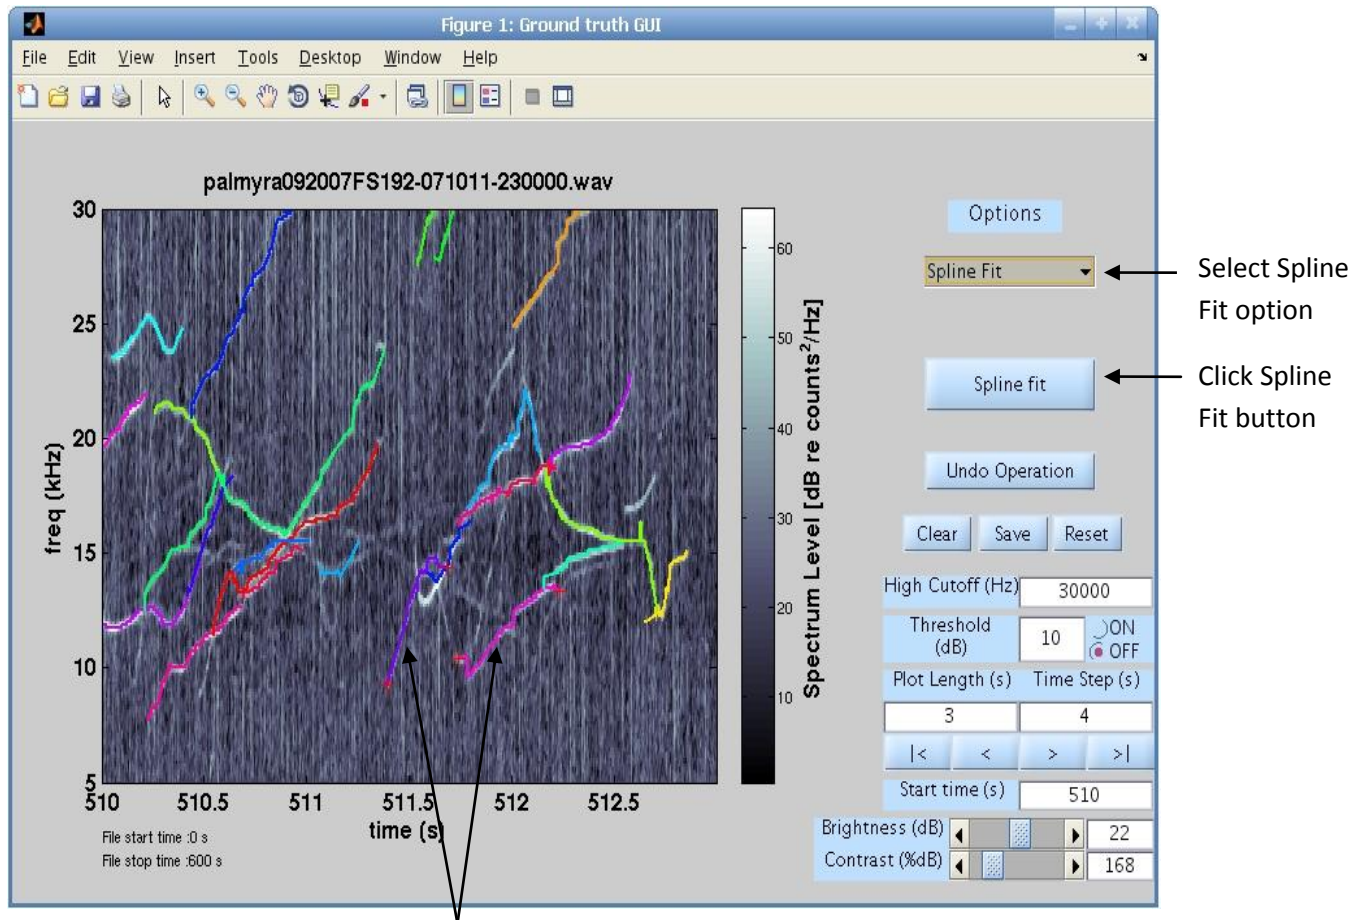 Figure 1: Ground truth GUI
File Edit View Insert Tools Desktop Window Help
palmyra092007FS192-071011-230000.wav
30
25
20
15
10
5
freq (kHz)
510 510.5 511 511.5 512 512.5
time (s)
File start time :0 s
File stop time :600 s
60
50
40
30
20
10
Spectrum Level [dB re counts²/Hz]
Options
Spline Fit
Spline fit
Undo Operation
Clear Save Reset
High Cutoff (Hz) 30000
Threshold (dB) 10 ON OFF
Plot Length (s) Time Step (s)
3 4
|< < > >|
Start time (s) 510
Brightness (dB) 22
Contrast (%dB) 168
Select Spline
Fit option
Click Spline
Fit button